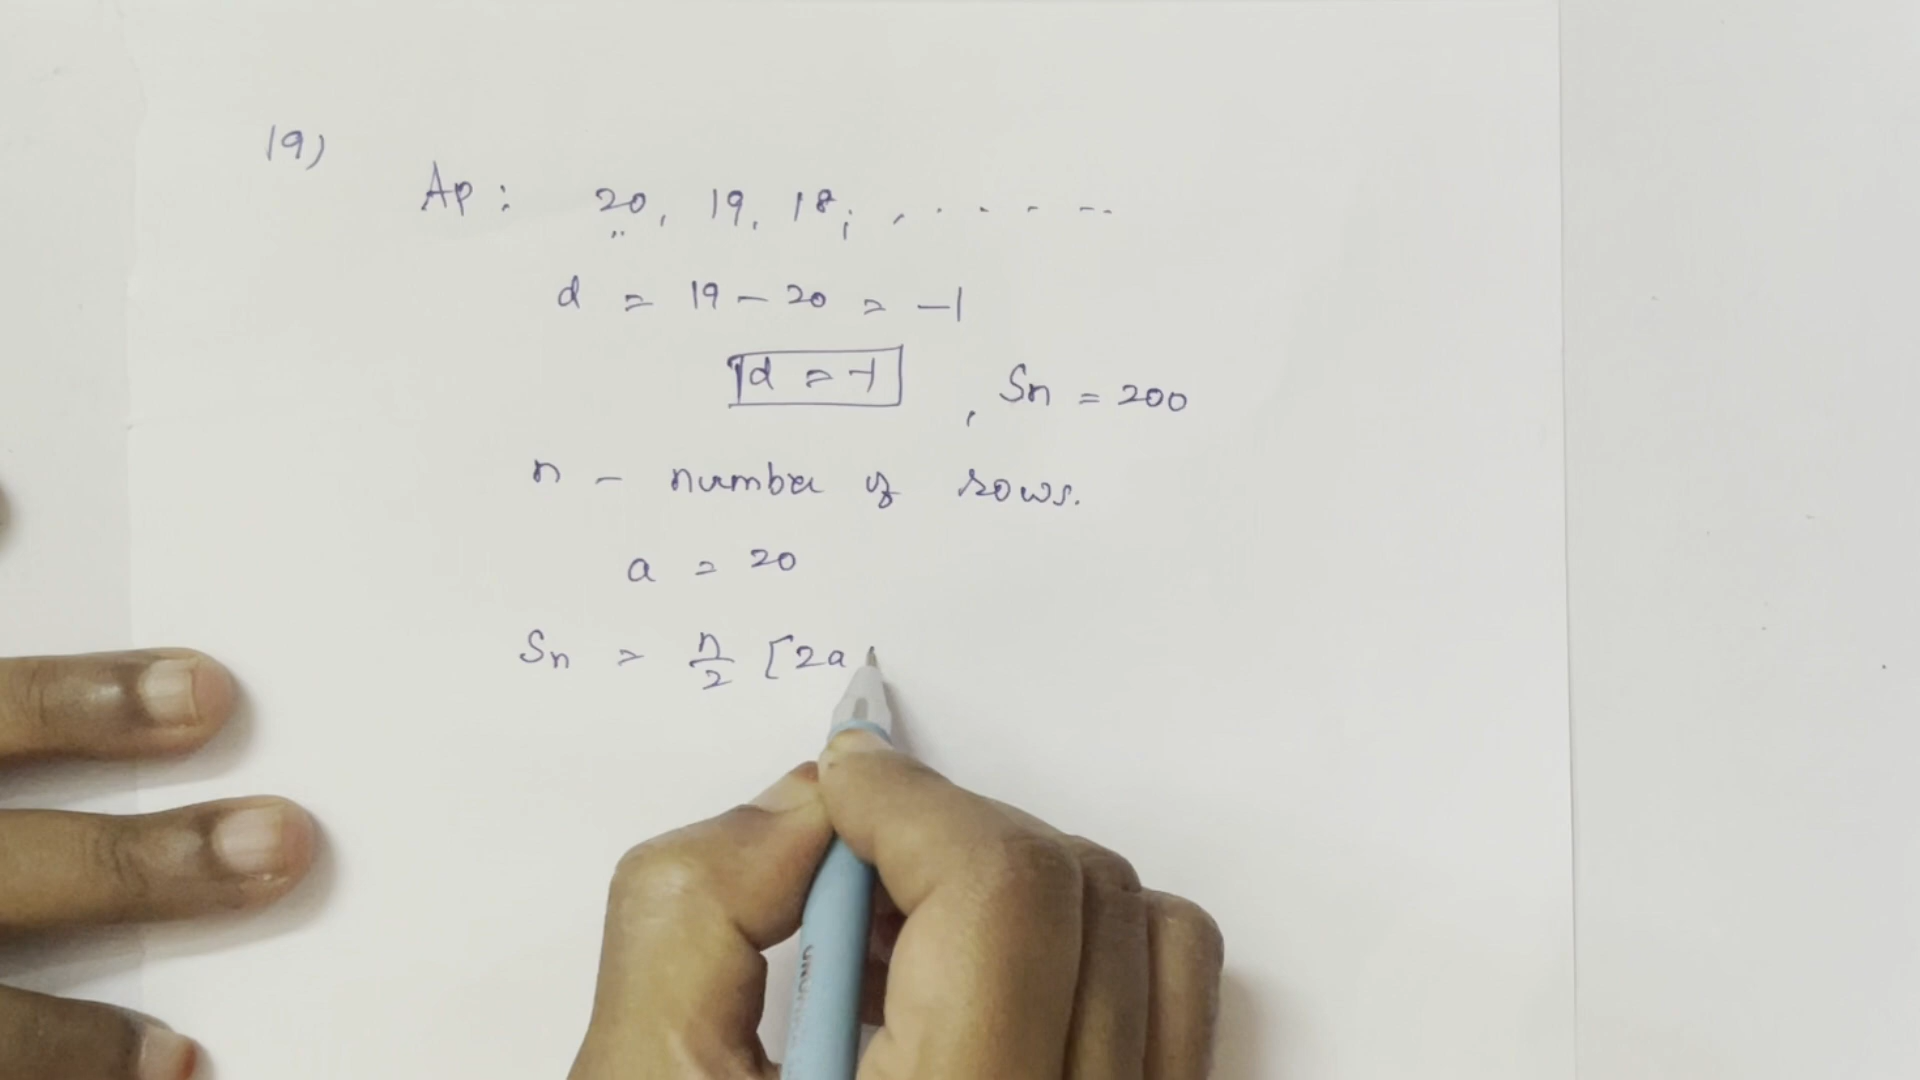 19)
Ap : 20, 19, 18, , . . . . . .
d = 19 - 20 = -1
d = -1 , Sn = 200
n - number of rows.
a = 20
Sn = n/2 [2a